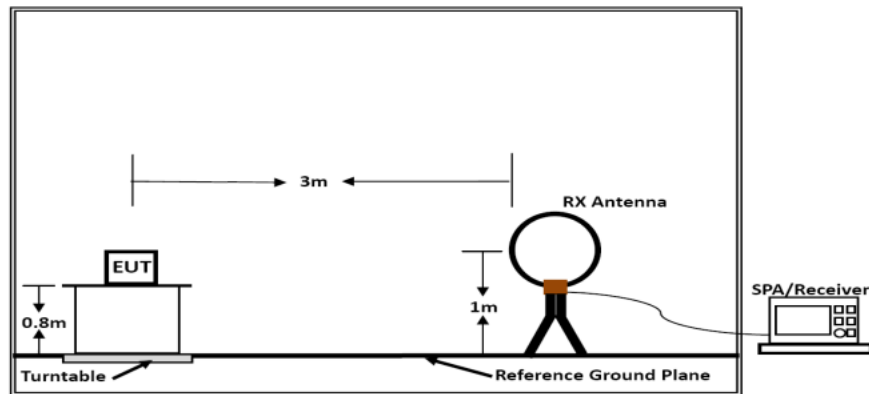 3m
RX Antenna
EUT
0.8m
1m
SPA/Receiver
Turntable
Reference Ground Plane